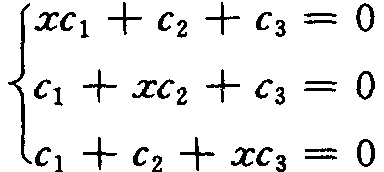 xc₁ + c₂ + c₃ = 0
c₁ + xc₂ + c₃ = 0
c₁ + c₂ + xc₃ = 0